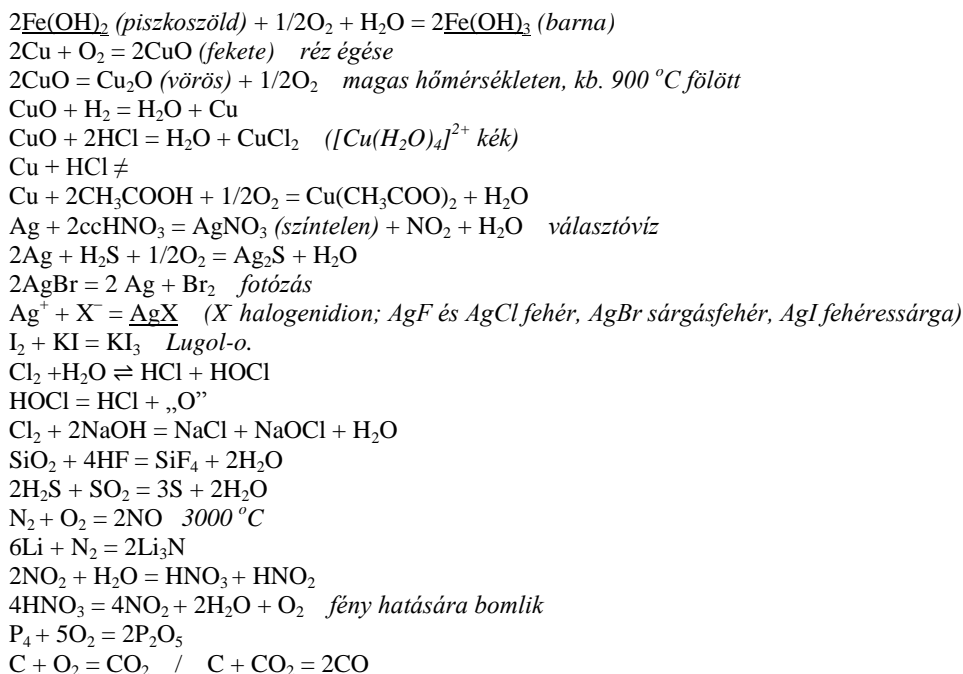 2Fe(OH)₂ (piszkoszöld) + 1/2O₂ + H₂O = 2Fe(OH)₃ (barna)
2Cu + O₂ = 2CuO (fekete) réz égése
2CuO = Cu₂O (vörös) + 1/2O₂ magas hőmérsékleten, kb. 900 °C fölött
CuO + H₂ = H₂O + Cu
CuO + 2HCl = H₂O + CuCl₂ ([Cu(H₂O)₄]²⁺ kék)
Cu + HCl ≠
Cu + 2CH₃COOH + 1/2O₂ = Cu(CH₃COO)₂ + H₂O
Ag + 2ccHNO₃ = AgNO₃ (színtelen) + NO₂ + H₂O választóvíz
2Ag + H₂S + 1/2O₂ = Ag₂S + H₂O
2AgBr = 2 Ag + Br₂ fotózás
Ag⁺ + X⁻ = AgX (X⁻ halogenidion; AgF és AgCl fehér, AgBr sárgásfehér, AgI fehéressárga)
I₂ + KI = KI₃ Lugol-o.
Cl₂ +H₂O ⇌ HCl + HOCl
HOCl = HCl + „O”
Cl₂ + 2NaOH = NaCl + NaOCl + H₂O
SiO₂ + 4HF = SiF₄ + 2H₂O
2H₂S + SO₂ = 3S + 2H₂O
N₂ + O₂ = 2NO 3000 °C
6Li + N₂ = 2Li₃N
2NO₂ + H₂O = HNO₃ + HNO₂
4HNO₃ = 4NO₂ + 2H₂O + O₂ fény hatására bomlik
P₄ + 5O₂ = 2P₂O₅
C + O₂ = CO₂ / C + CO₂ = 2CO